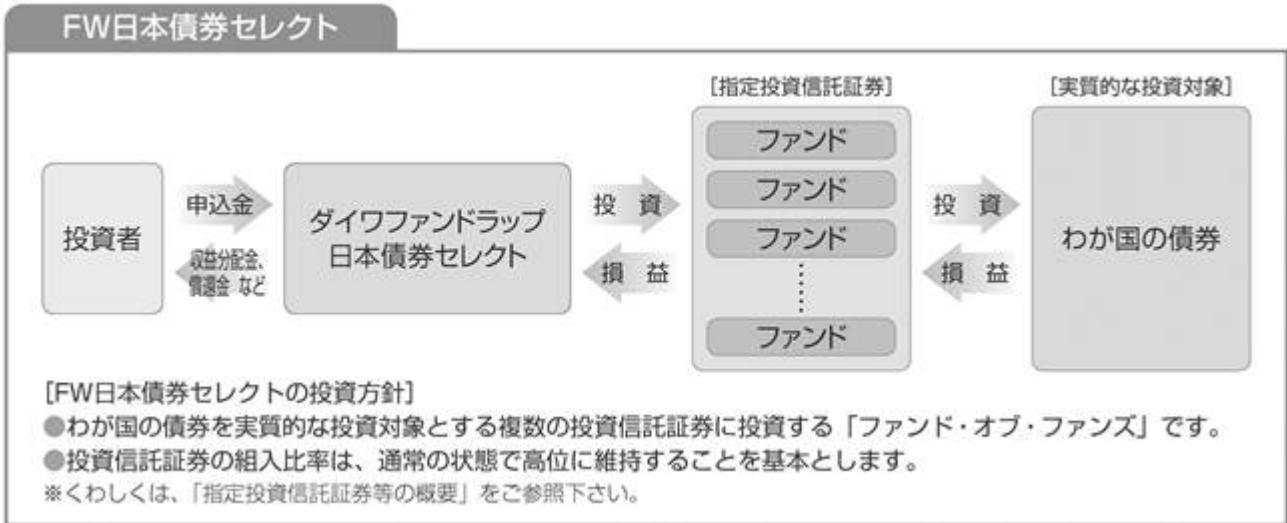 FW日本債券セレクト
［指定投資信託証券］
［実質的な投資対象］
投資者
申込金
収益分配金、
償還金 など
ダイワファンドラップ
日本債券セレクト
投 資
損 益
ファンド
ファンド
ファンド
ファンド
投 資
損 益
わが国の債券
［FW日本債券セレクトの投資方針］
●わが国の債券を実質的な投資対象とする複数の投資信託証券に投資する「ファンド・オブ・ファンズ」です。
●投資信託証券の組入比率は、通常の状態で高位に維持することを基本とします。
※くわしくは、「指定投資信託証券等の概要」をご参照下さい。